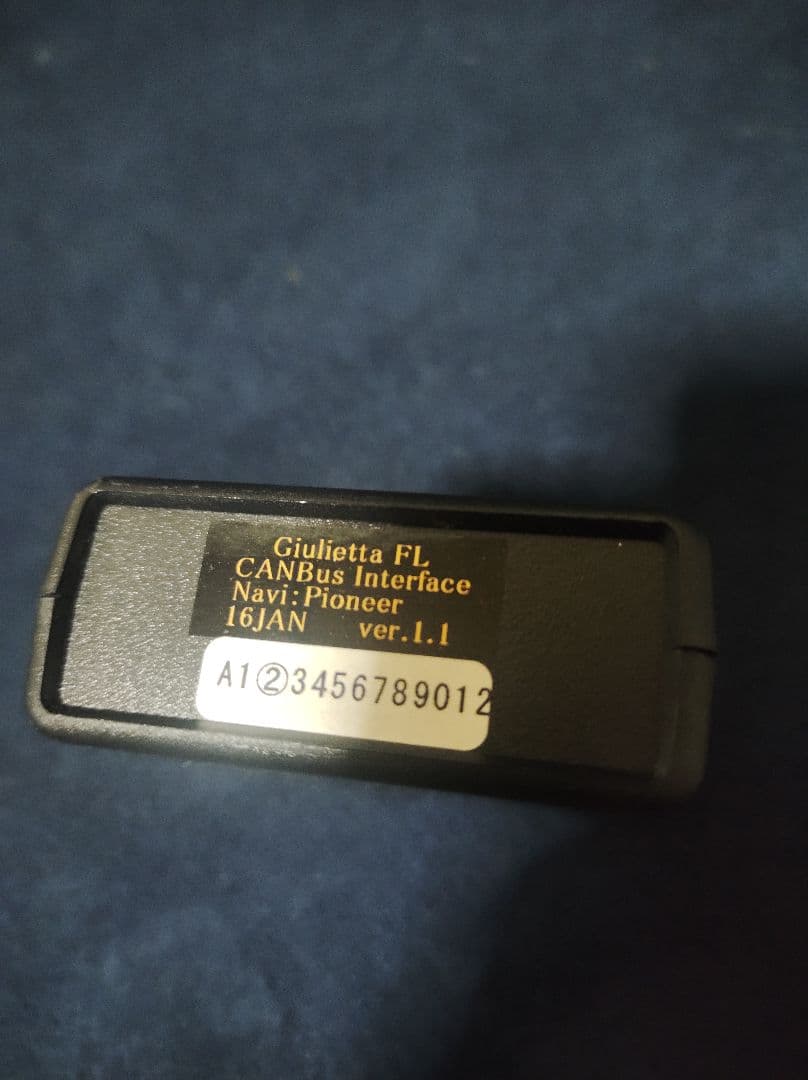 Giulietta FL
CANBus Interface
Navi:Pioneer
16JAN ver.1.1
A1②3456789012